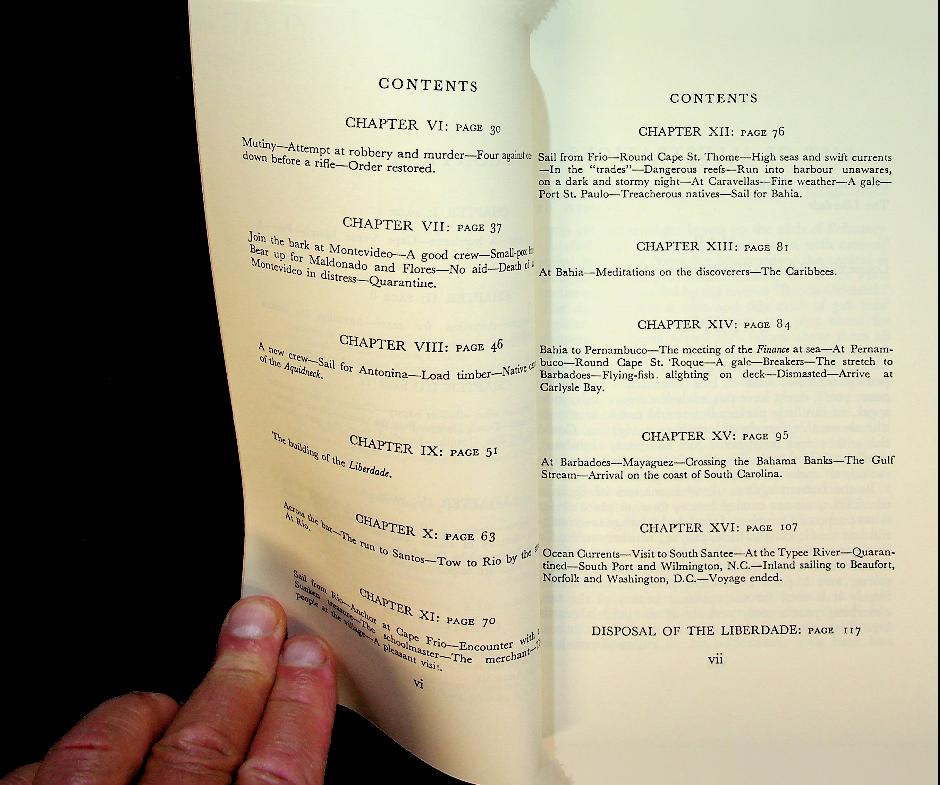 CONTENTS
CHAPTER VI: PAGE 30
Mutiny—Attempt at robbery and murder—Four against
down before a rifle—Order restored.
CHAPTER VII: PAGE 37
Join the bark at Montevideo—A good crew—Small-pox
Bear up for Maldonado and Flores—No aid—Death of
Montevideo in distress—Quarantine.
CHAPTER VIII: PAGE 46
A new crew—Sail for Antonina—Load timber—Native
of the Aquidneck.
CHAPTER IX: PAGE 51
The building of the Liberdade.
CHAPTER X: PAGE 63
Across the bar—The run to Santos—Tow to Rio by the
At Rio.
CHAPTER XI: PAGE 70
Sail from Rio—Anchor at Cape Frio—Encounter with
Sunken treasure—The schoolmaster—The merchant—
people at the village—A pleasant visit.
vi
CONTENTS
CHAPTER XII: PAGE 76
Sail from Frio—Round Cape St. Thome—High seas and swift currents
—In the "trades"—Dangerous reefs—Run into harbour unawares,
on a dark and stormy night—At Caravellas—Fine weather—A gale—
Port St. Paulo—Treacherous natives—Sail for Bahia.
CHAPTER XIII: PAGE 81
At Bahia—Meditations on the discoverers—The Caribbees.
CHAPTER XIV: PAGE 84
Bahia to Pernambuco—The meeting of the Finance at sea—At Pernam-
buco—Round Cape St. Roque—A gale—Breakers—The stretch to
Barbadoes—Flying-fish alighting on deck—Dismasted—Arrive at
Carlysle Bay.
CHAPTER XV: PAGE 95
At Barbadoes—Mayaguez—Crossing the Bahama Banks—The Gulf
Stream—Arrival on the coast of South Carolina.
CHAPTER XVI: PAGE 107
Ocean Currents—Visit to South Santee—At the Typee River—Quaran-
tined—South Port and Wilmington, N.C.—Inland sailing to Beaufort,
Norfolk and Washington, D.C.—Voyage ended.
DISPOSAL OF THE LIBERDADE: PAGE 117
vii